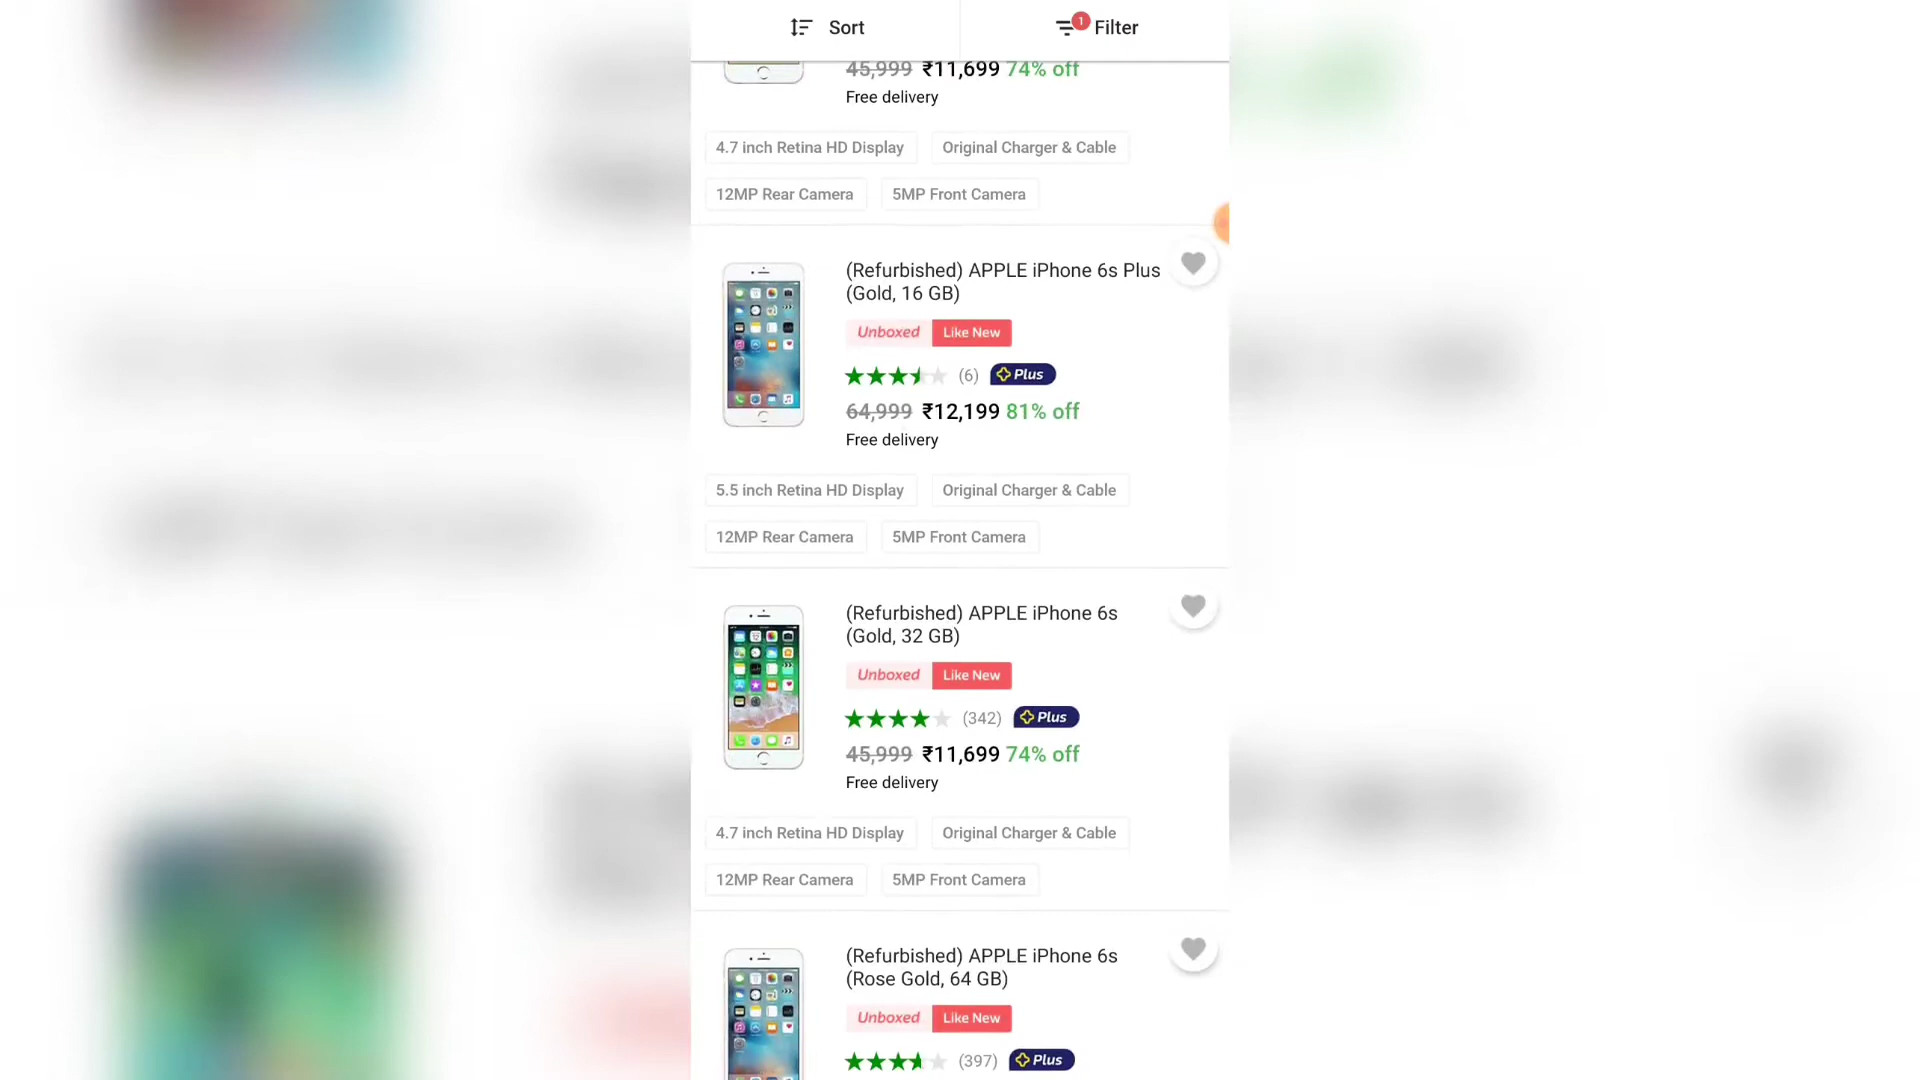 Sort
1
Filter
45,999 ₹11,699 74% off
Free delivery
4.7 inch Retina HD Display
Original Charger & Cable
12MP Rear Camera
5MP Front Camera
(Refurbished) APPLE iPhone 6s Plus
(Gold, 16 GB)
Unboxed Like New
(6) Plus
64,999 ₹12,199 81% off
Free delivery
5.5 inch Retina HD Display
Original Charger & Cable
12MP Rear Camera
5MP Front Camera
(Refurbished) APPLE iPhone 6s
(Gold, 32 GB)
Unboxed Like New
(342) Plus
45,999 ₹11,699 74% off
Free delivery
4.7 inch Retina HD Display
Original Charger & Cable
12MP Rear Camera
5MP Front Camera
(Refurbished) APPLE iPhone 6s
(Rose Gold, 64 GB)
Unboxed Like New
(397) Plus